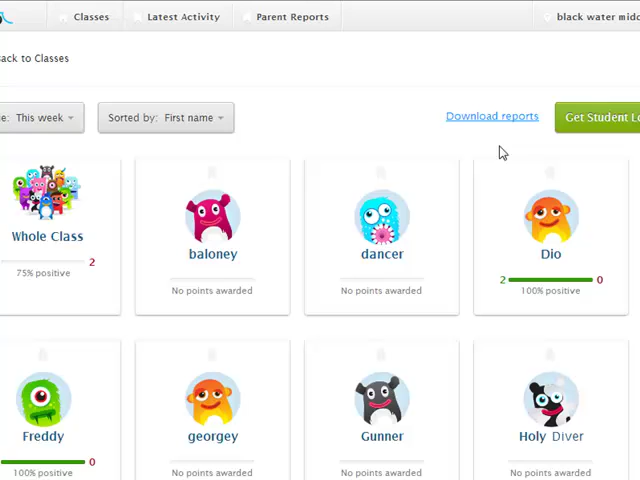 Classes Latest Activity Parent Reports black water midd
ack to Classes
e: This week Sorted by: First name Download reports Get Student Lo
Whole Class baloney dancer Dio
2
75% positive No points awarded No points awarded 2 0
100% positive
Freddy georgey Gunner Holy Diver
0
100% positive No points awarded No points awarded No points awarded